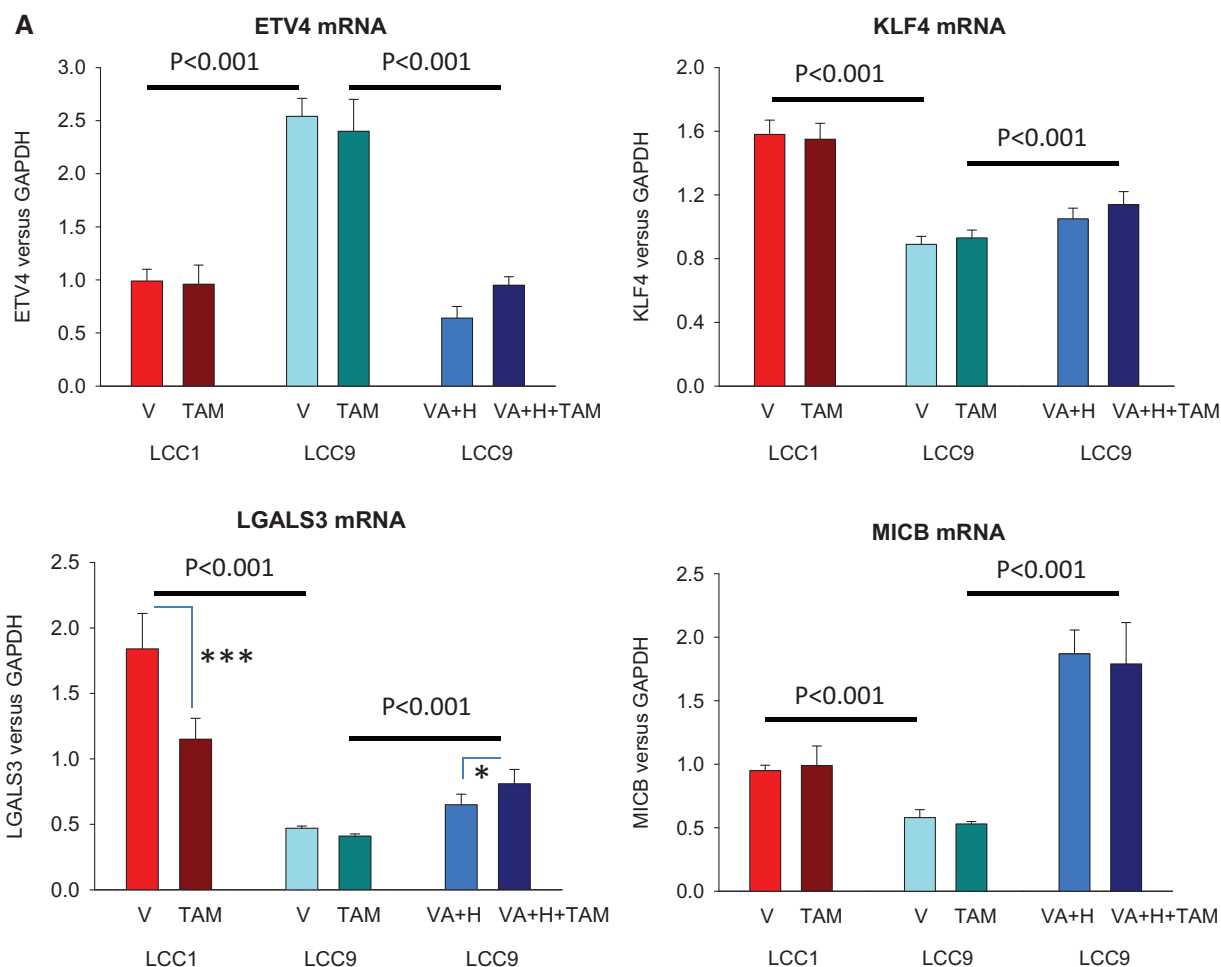 A
ETV4 mRNA
P<0.001 P<0.001
ETV4 versus GAPDH
3.0
2.5
2.0
1.5
1.0
0.5
0.0
V TAM V TAM VA+H VA+H+TAM
LCC1 LCC9 LCC9
KLF4 mRNA
P<0.001
P<0.001
KLF4 versus GAPDH
2.0
1.6
1.2
0.8
0.4
0.0
V TAM V TAM VA+H VA+H+TAM
LCC1 LCC9 LCC9
LGALS3 mRNA
P<0.001
***
P<0.001
*
LGALS3 versus GAPDH
2.5
2.0
1.5
1.0
0.5
0.0
V TAM V TAM VA+H VA+H+TAM
LCC1 LCC9 LCC9
MICB mRNA
P<0.001
P<0.001
MICB versus GAPDH
2.5
2.0
1.5
1.0
0.5
0.0
V TAM V TAM VA+H VA+H+TAM
LCC1 LCC9 LCC9